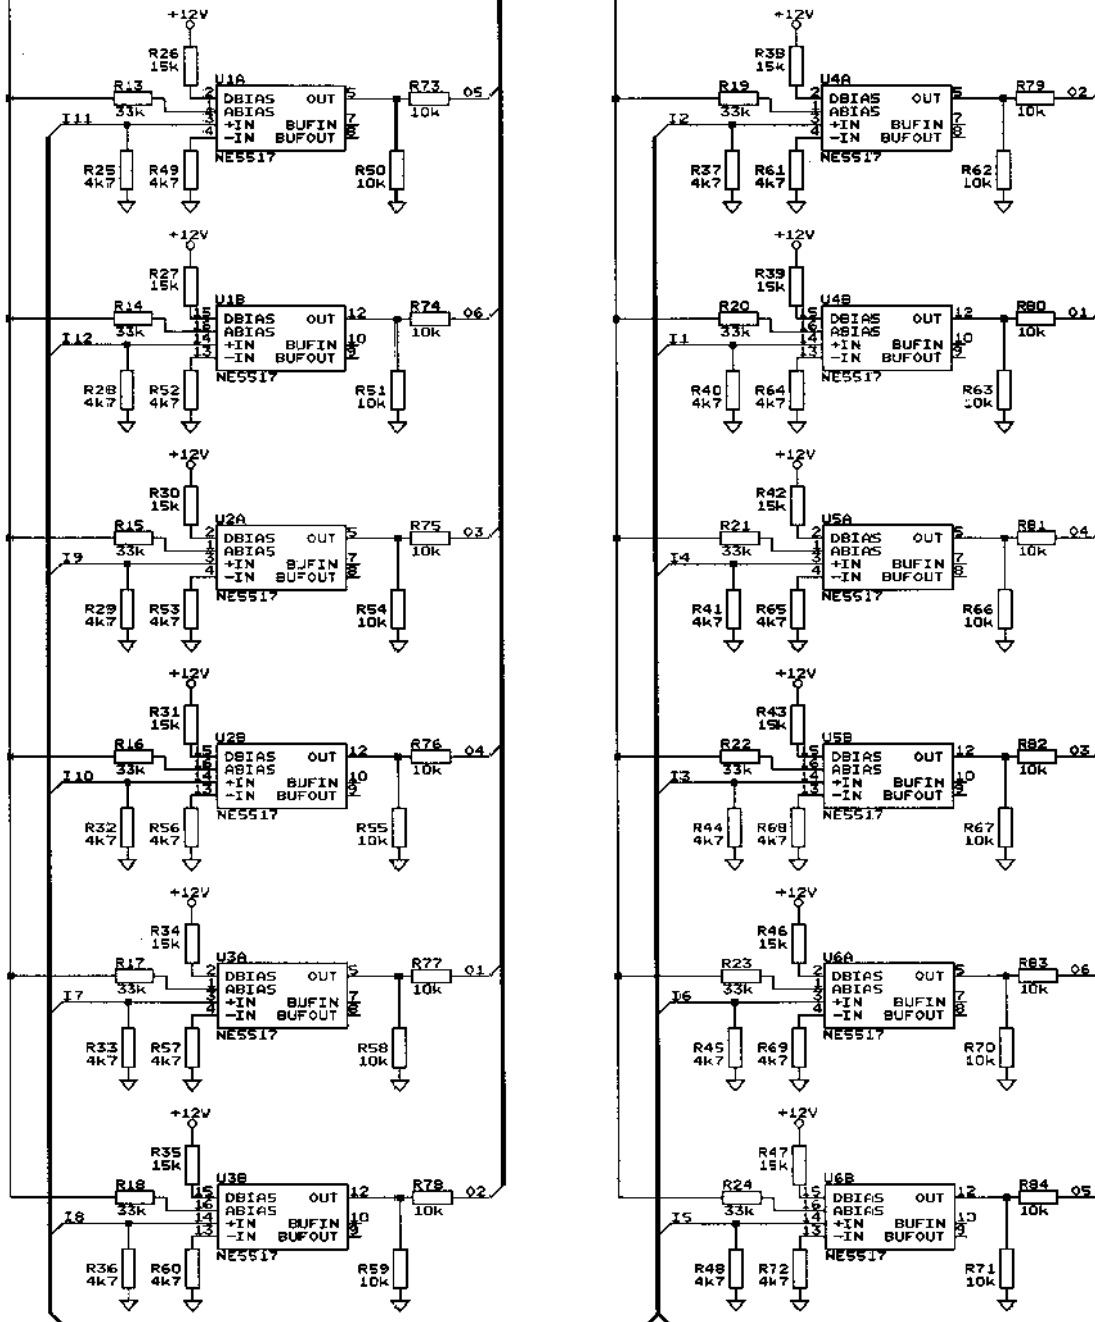 +12V
R26
15k
U1A
R13
33k
2 DBIAS OUT 5
1 ABIAS
3 +IN BUFIN 7
4 -IN BUFOUT 8
NE5517
R73
10k
O5
I11
R25
4k7
R49
4k7
R50
10k
+12V
R38
15k
U4A
R19
33k
2 DBIAS OUT 5
1 ABIAS
3 +IN BUFIN 7
4 -IN BUFOUT 8
NE5517
R79
10k
O2
I2
R37
4k7
R61
4k7
R62
10k
+12V
R27
15k
U1B
R14
33k
15 DBIAS OUT 12
16 ABIAS
14 +IN BUFIN 10
13 -IN BUFOUT 9
NE5517
R74
10k
O6
I12
R28
4k7
R52
4k7
R51
10k
+12V
R39
15k
U4B
R20
33k
15 DBIAS OUT 12
16 ABIAS
14 +IN BUFIN 10
13 -IN BUFOUT 9
NE5517
R80
10k
O1
I1
R40
4k7
R64
4k7
R63
10k
+12V
R30
15k
U2A
R15
33k
2 DBIAS OUT 5
1 ABIAS
3 +IN BUFIN 7
4 -IN BUFOUT 8
NE5517
R75
10k
O3
I9
R29
4k7
R53
4k7
R54
10k
+12V
R42
15k
U5A
R21
33k
2 DBIAS OUT 5
1 ABIAS
3 +IN BUFIN 7
4 -IN BUFOUT 8
NE5517
R81
10k
O4
I4
R41
4k7
R65
4k7
R66
10k
+12V
R31
15k
U2B
R16
33k
15 DBIAS OUT 12
16 ABIAS
14 +IN BUFIN 10
13 -IN BUFOUT 9
NE5517
R76
10k
O4
I10
R32
4k7
R56
4k7
R55
10k
+12V
R43
15k
U5B
R22
33k
15 DBIAS OUT 12
16 ABIAS
14 +IN BUFIN 10
13 -IN BUFOUT 9
NE5517
R82
10k
O3
I3
R44
4k7
R68
4k7
R67
10k
+12V
R34
15k
U3A
R17
33k
2 DBIAS OUT 5
1 ABIAS
3 +IN BUFIN 7
4 -IN BUFOUT 8
NE5517
R77
10k
O1
I7
R33
4k7
R57
4k7
R58
10k
+12V
R46
15k
U6A
R23
33k
2 DBIAS OUT 5
1 ABIAS
3 +IN BUFIN 7
4 -IN BUFOUT 8
NE5517
R83
10k
O6
I6
R45
4k7
R69
4k7
R70
10k
+12V
R35
15k
U3B
R18
33k
15 DBIAS OUT 12
16 ABIAS
14 +IN BUFIN 10
13 -IN BUFOUT 9
NE5517
R78
10k
O2
I8
R36
4k7
R60
4k7
R59
10k
+12V
R47
15k
U6B
R24
33k
15 DBIAS OUT 12
16 ABIAS
14 +IN BUFIN 10
13 -IN BUFOUT 9
NE5517
R84
10k
O5
I5
R48
4k7
R72
4k7
R71
10k